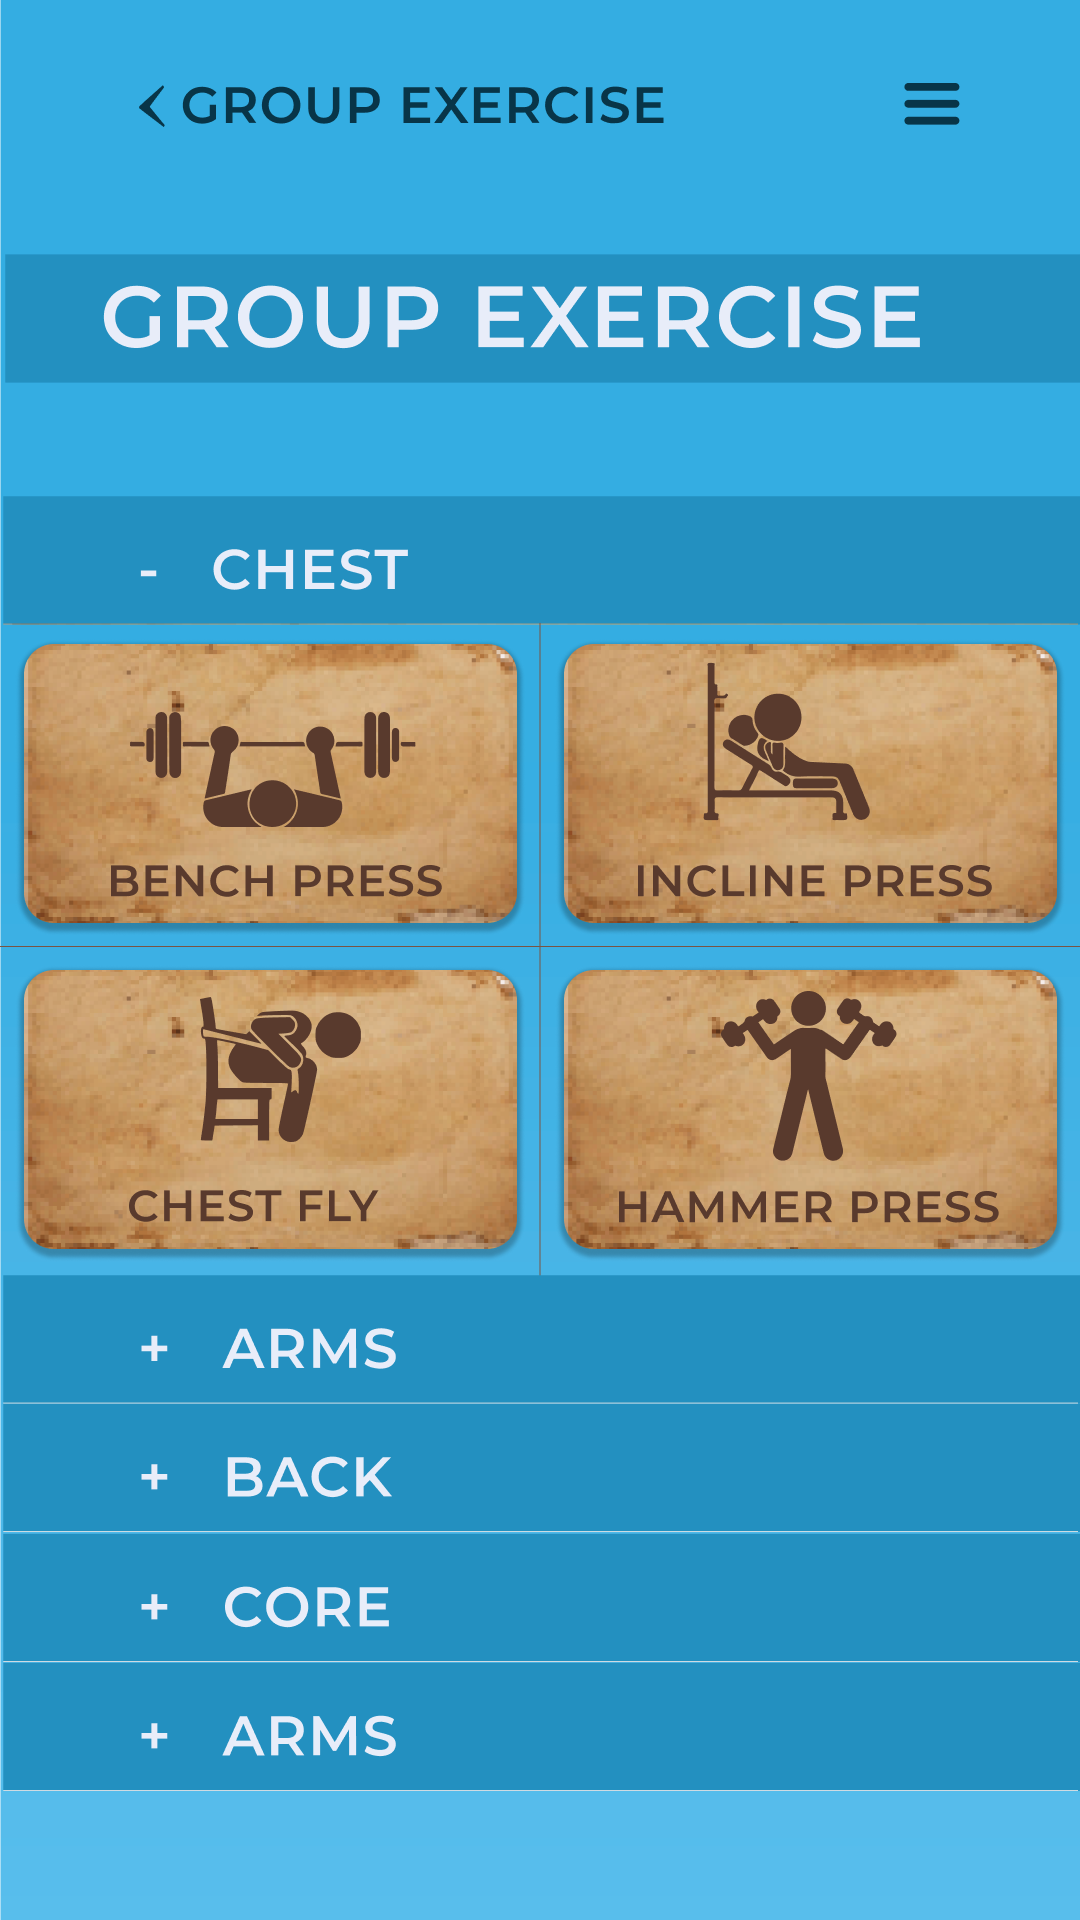 GROUP EXERCISE
GROUP EXERCISE
- CHEST
BENCH PRESS
INCLINE PRESS
CHEST FLY
HAMMER PRESS
+ ARMS
+ BACK
+ CORE
+ ARMS